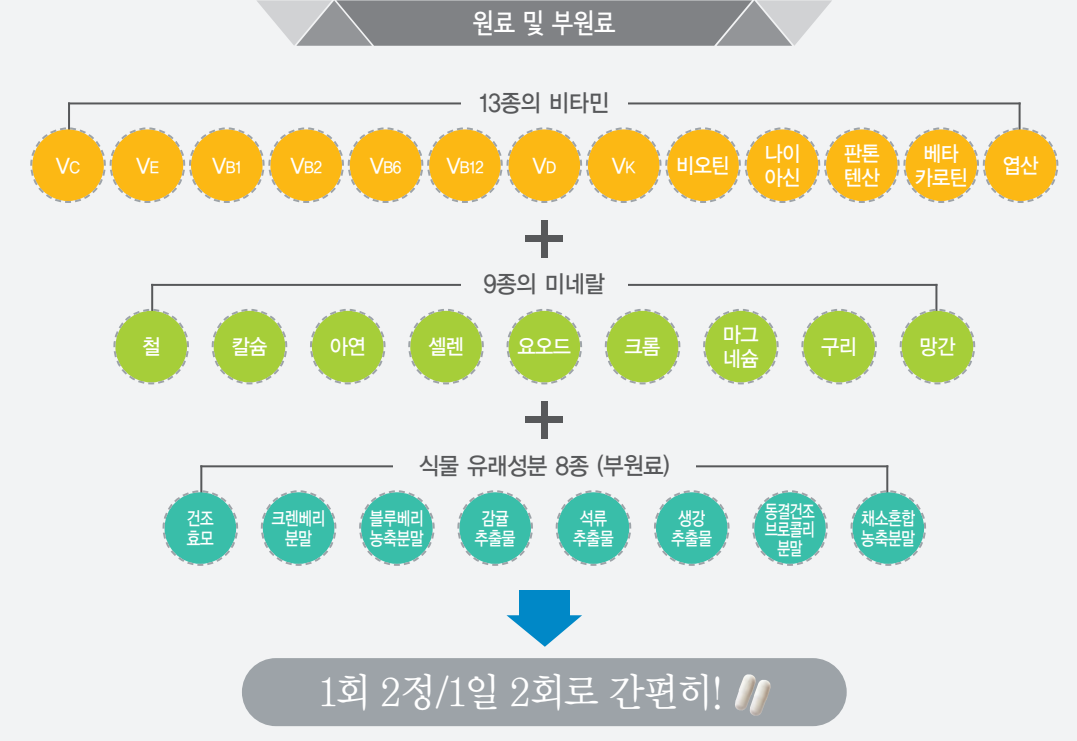 원료 및 부원료
13종의 비타민
VC
VE
VB1
VB2
VB6
VB12
VD
VK
비오틴
나이
아신
판톤
텐산
베타
카로틴
엽산
9종의 미네랄
철
칼슘
아연
셀렌
요오드
크롬
마그
네슘
구리
망간
식물 유래성분 8종 (부원료)
건조
효모
크렌베리
분말
블루베리
농축분말
감귤
추출물
석류
추출물
생강
추출물
동결건조
브로콜리
분말
채소혼합
농축분말
1회 2정/1일 2회로 간편히!